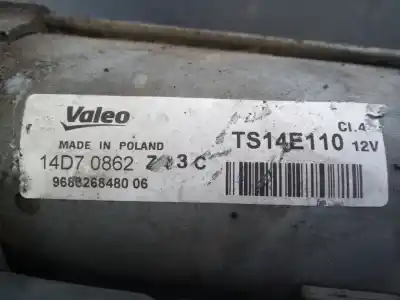 Valeo
MADE IN POLAND
TS14E110 Cl.4 12V
14D7 0862 C
9688268480 06